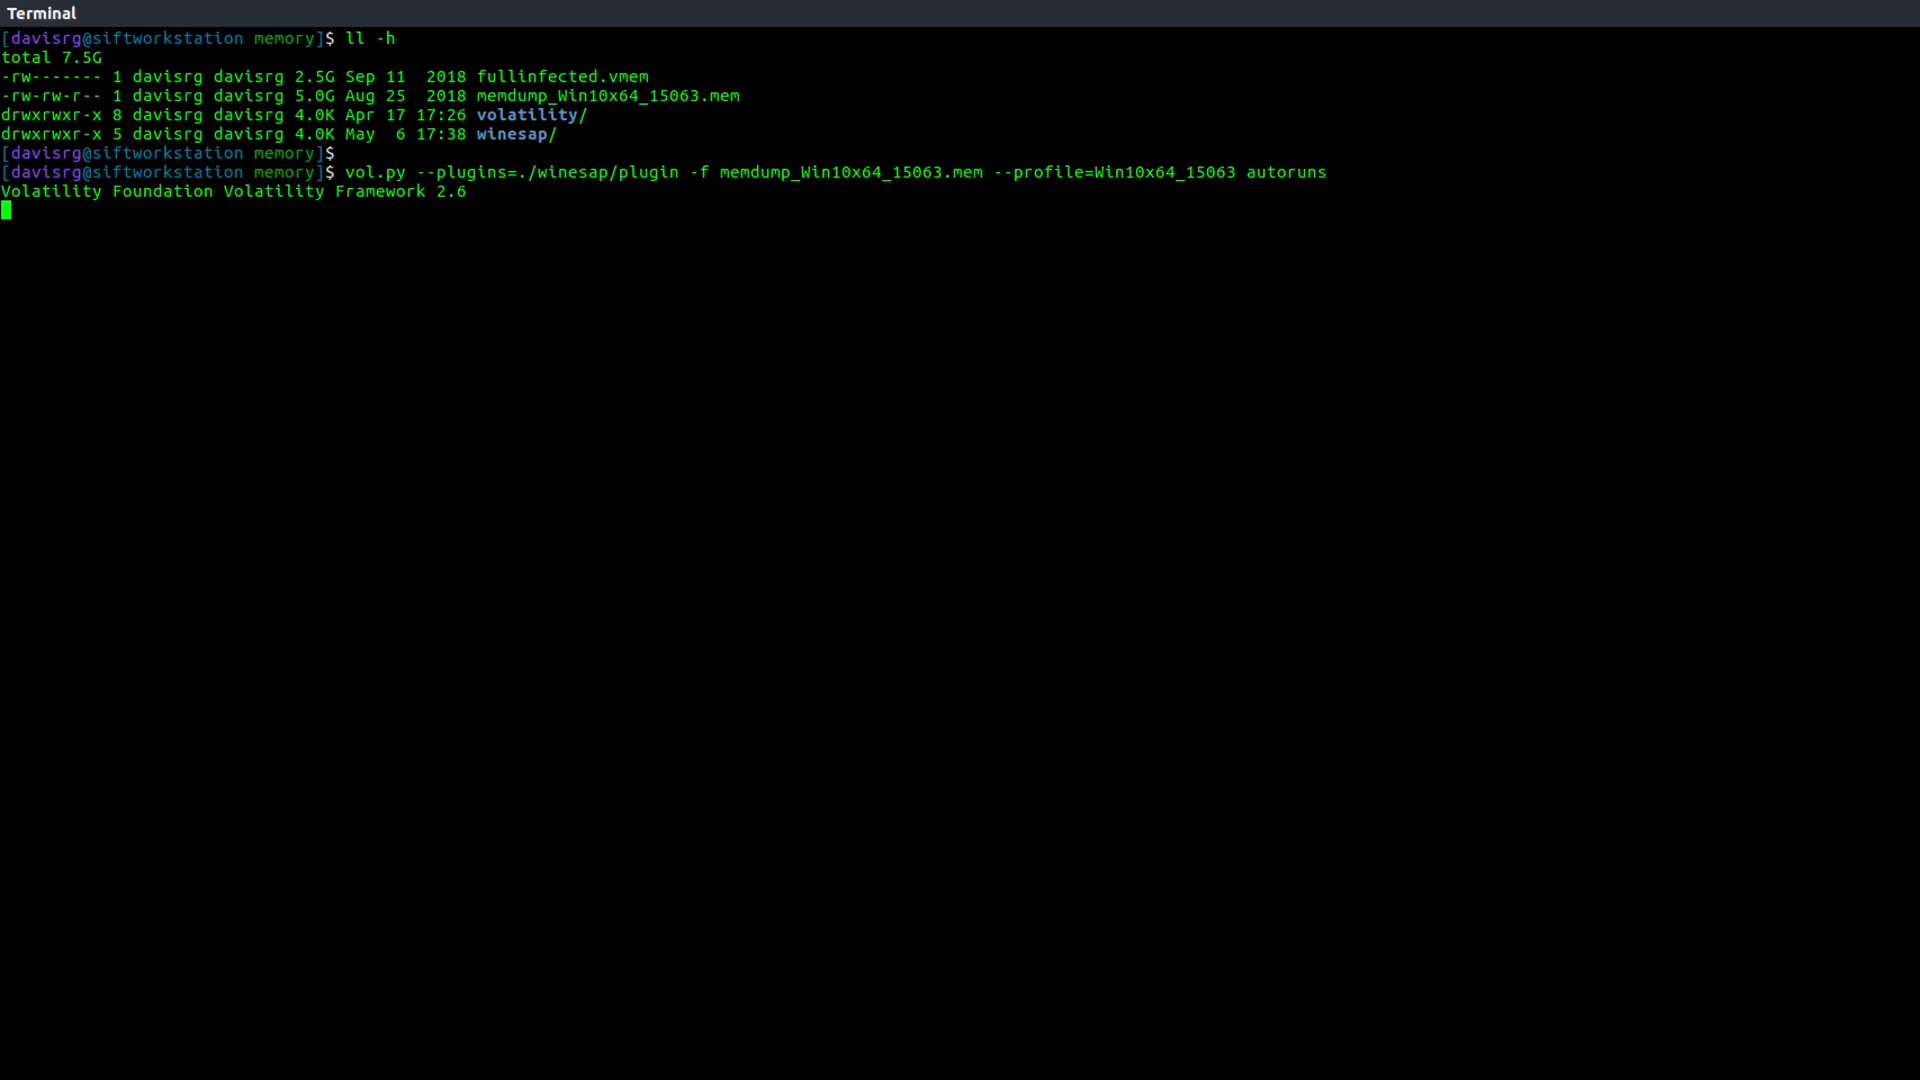 Terminal
[davisrg@siftworkstation memory]$ ll -h
total 7.5G
-rw------- 1 davisrg davisrg 2.5G Sep 11  2018 fullinfected.vmem
-rw-rw-r-- 1 davisrg davisrg 5.0G Aug 25  2018 memdump_Win10x64_15063.mem
drwxrwxr-x 8 davisrg davisrg 4.0K Apr 17 17:26 volatility/
drwxrwxr-x 5 davisrg davisrg 4.0K May  6 17:38 winesap/
[davisrg@siftworkstation memory]$
[davisrg@siftworkstation memory]$ vol.py --plugins=./winesap/plugin -f memdump_Win10x64_15063.mem --profile=Win10x64_15063 autoruns
Volatility Foundation Volatility Framework 2.6